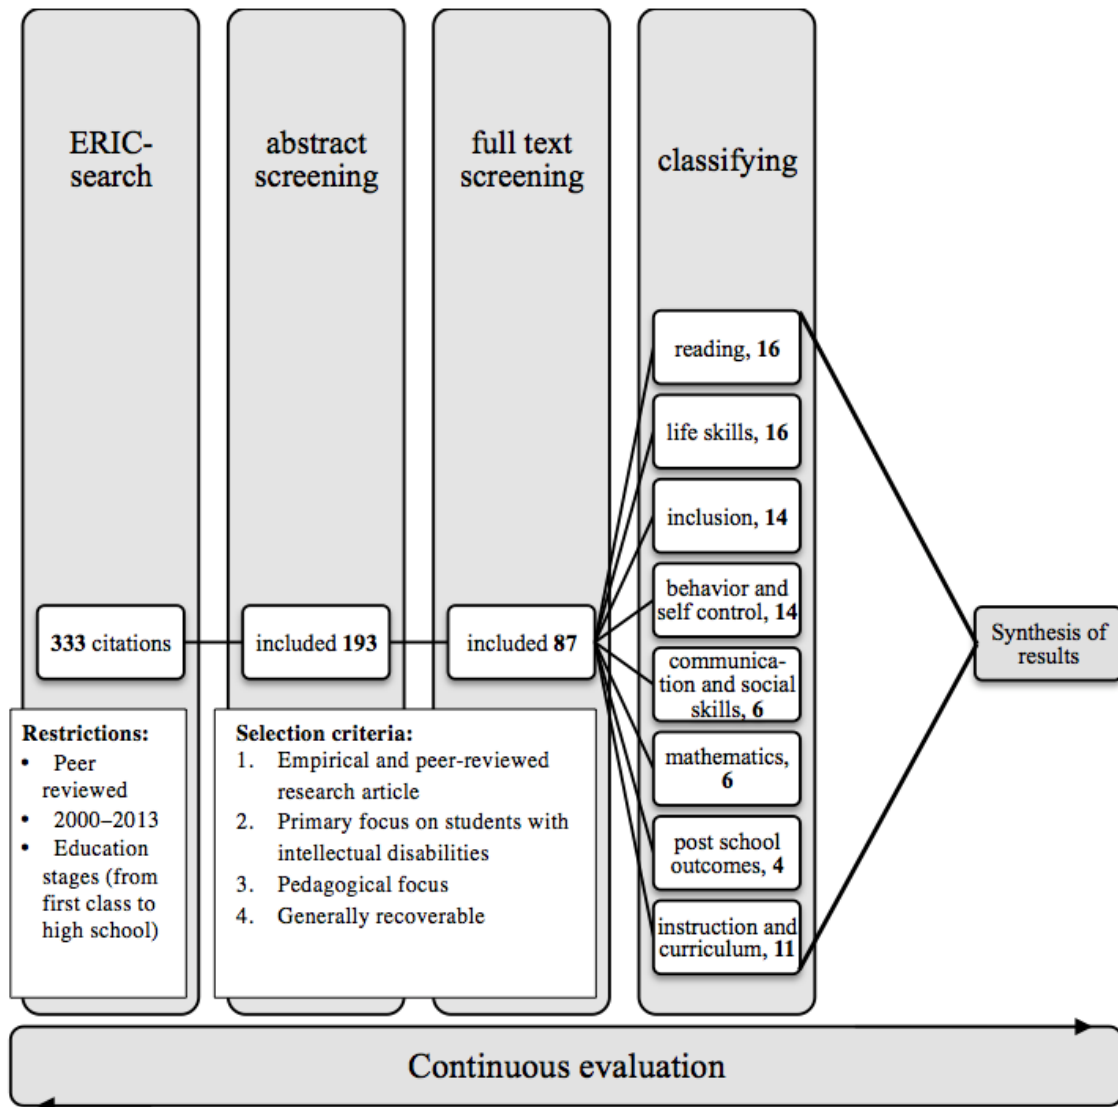 ERIC-
search
abstract
screening
full text
screening
classifying
reading, 16
life skills, 16
inclusion, 14
behavior and
self control, 14
333 citations
included 193
included 87
communica-
tion and social
skills, 6
mathematics,
6
post school
outcomes, 4
instruction and
curriculum, 11
Synthesis of
results
Restrictions:
• Peer
reviewed
• 2000–2013
• Education
stages (from
first class to
high school)
Selection criteria:
1. Empirical and peer-reviewed
research article
2. Primary focus on students with
intellectual disabilities
3. Pedagogical focus
4. Generally recoverable
Continuous evaluation